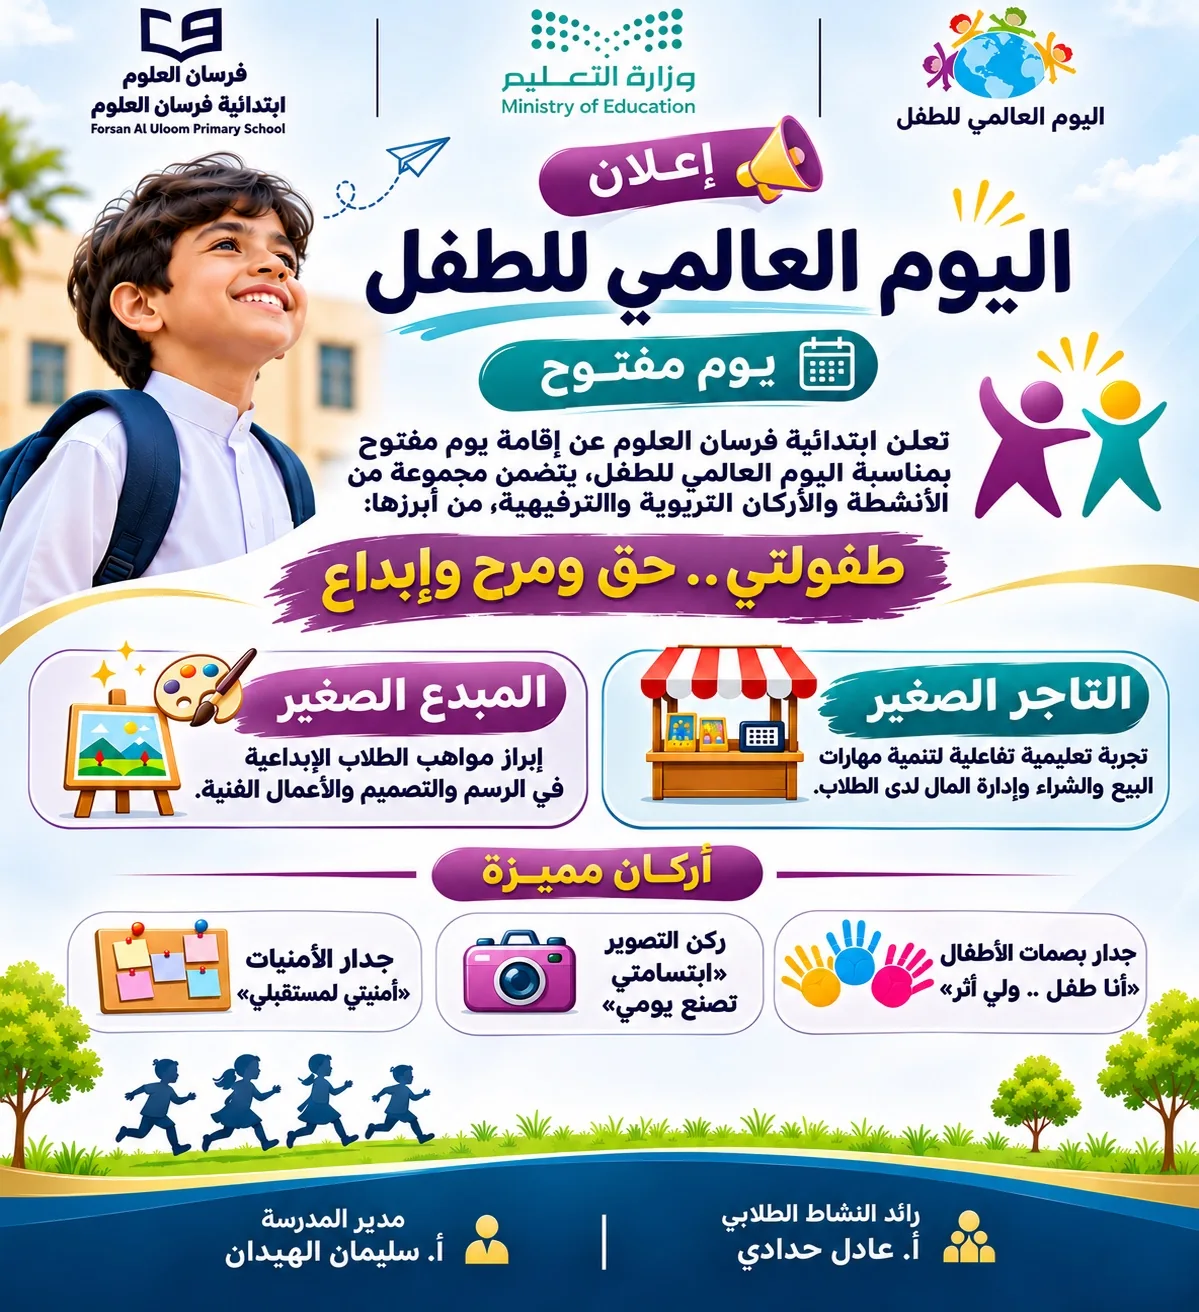 فرسان العلوم
ابتدائية فرسان العلوم
Forsan Al Uloom Primary School
وزارة التعليم
Ministry of Education
اليوم العالمي للطفل
إعلان
اليوم العالمي للطفل
يوم مفتوح
تعلن ابتدائية فرسان العلوم عن إقامة يوم مفتوح
بمناسبة اليوم العالمي للطفل، يتضمن مجموعة من
الأنشطة والأركان التربوية واالترفيهية، من أبرزها:
طفولتي .. حق ومرح وإبداع
التاجر الصغير
تجربة تعليمية تفاعلية لتنمية مهارات
البيع والشراء وإدارة المال لدى الطلاب.
المبدع الصغير
إبراز مواهب الطلاب الإبداعية
في الرسم والتصميم والأعمال الفنية.
أركان مميزة
جدار بصمات الأطفال
«أنا طفل .. ولي أثر»
ركن التصوير
«ابتسامتي
تصنع يومي»
جدار الأمنيات
«أمنيتي لمستقبلي»
رائد النشاط الطلابي
أ. عادل حدادي
مدير المدرسة
أ. سليمان الهيدان